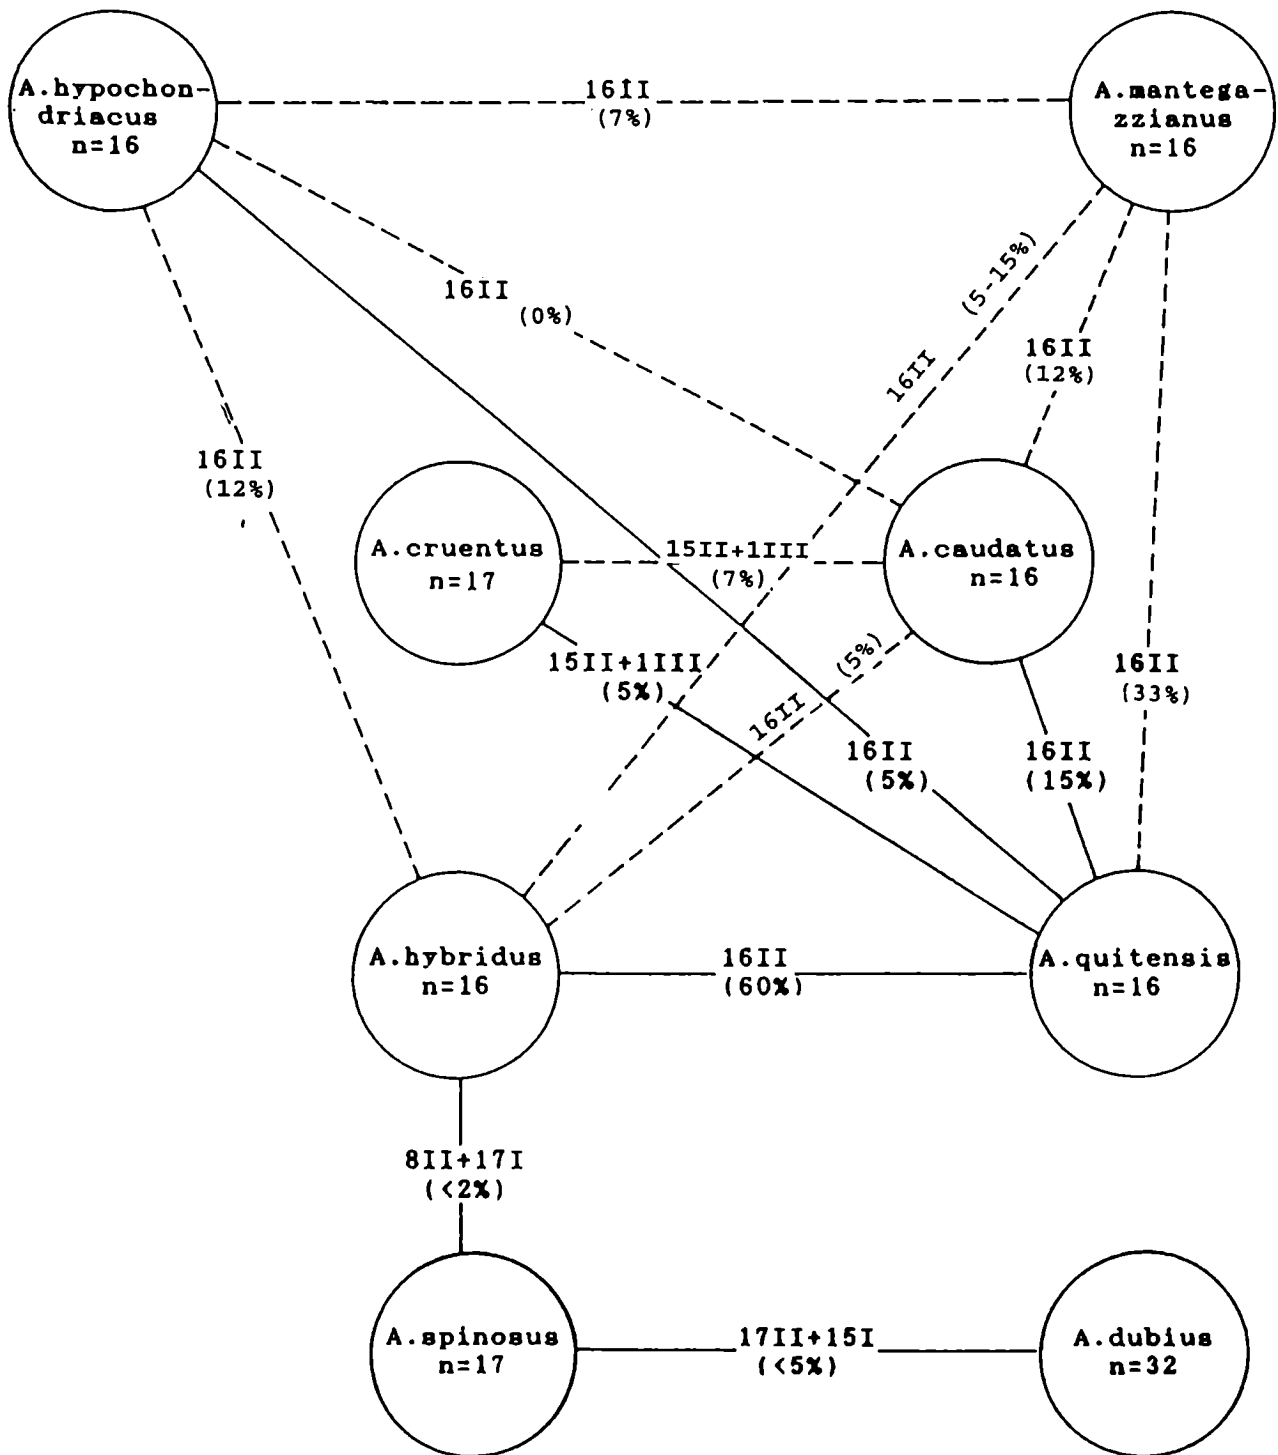 A.hypochon-
driacus
n=16
16II
(7%)
A.mantega-
zzianus
n=16
16II
(0%)
(5-15%)
16II
16II
(12%)
16II
(12%)
A.cruentus
n=17
15II+1III
(7%)
A.caudatus
n=16
15II+1III
(5%)
(5%)
16II
16II
(33%)
16II
(5%)
16II
(15%)
A.hybridus
n=16
16II
(60%)
A.quitensis
n=16
8II+17I
(<2%)
A.spinosus
n=17
17II+15I
(<5%)
A.dubius
n=32